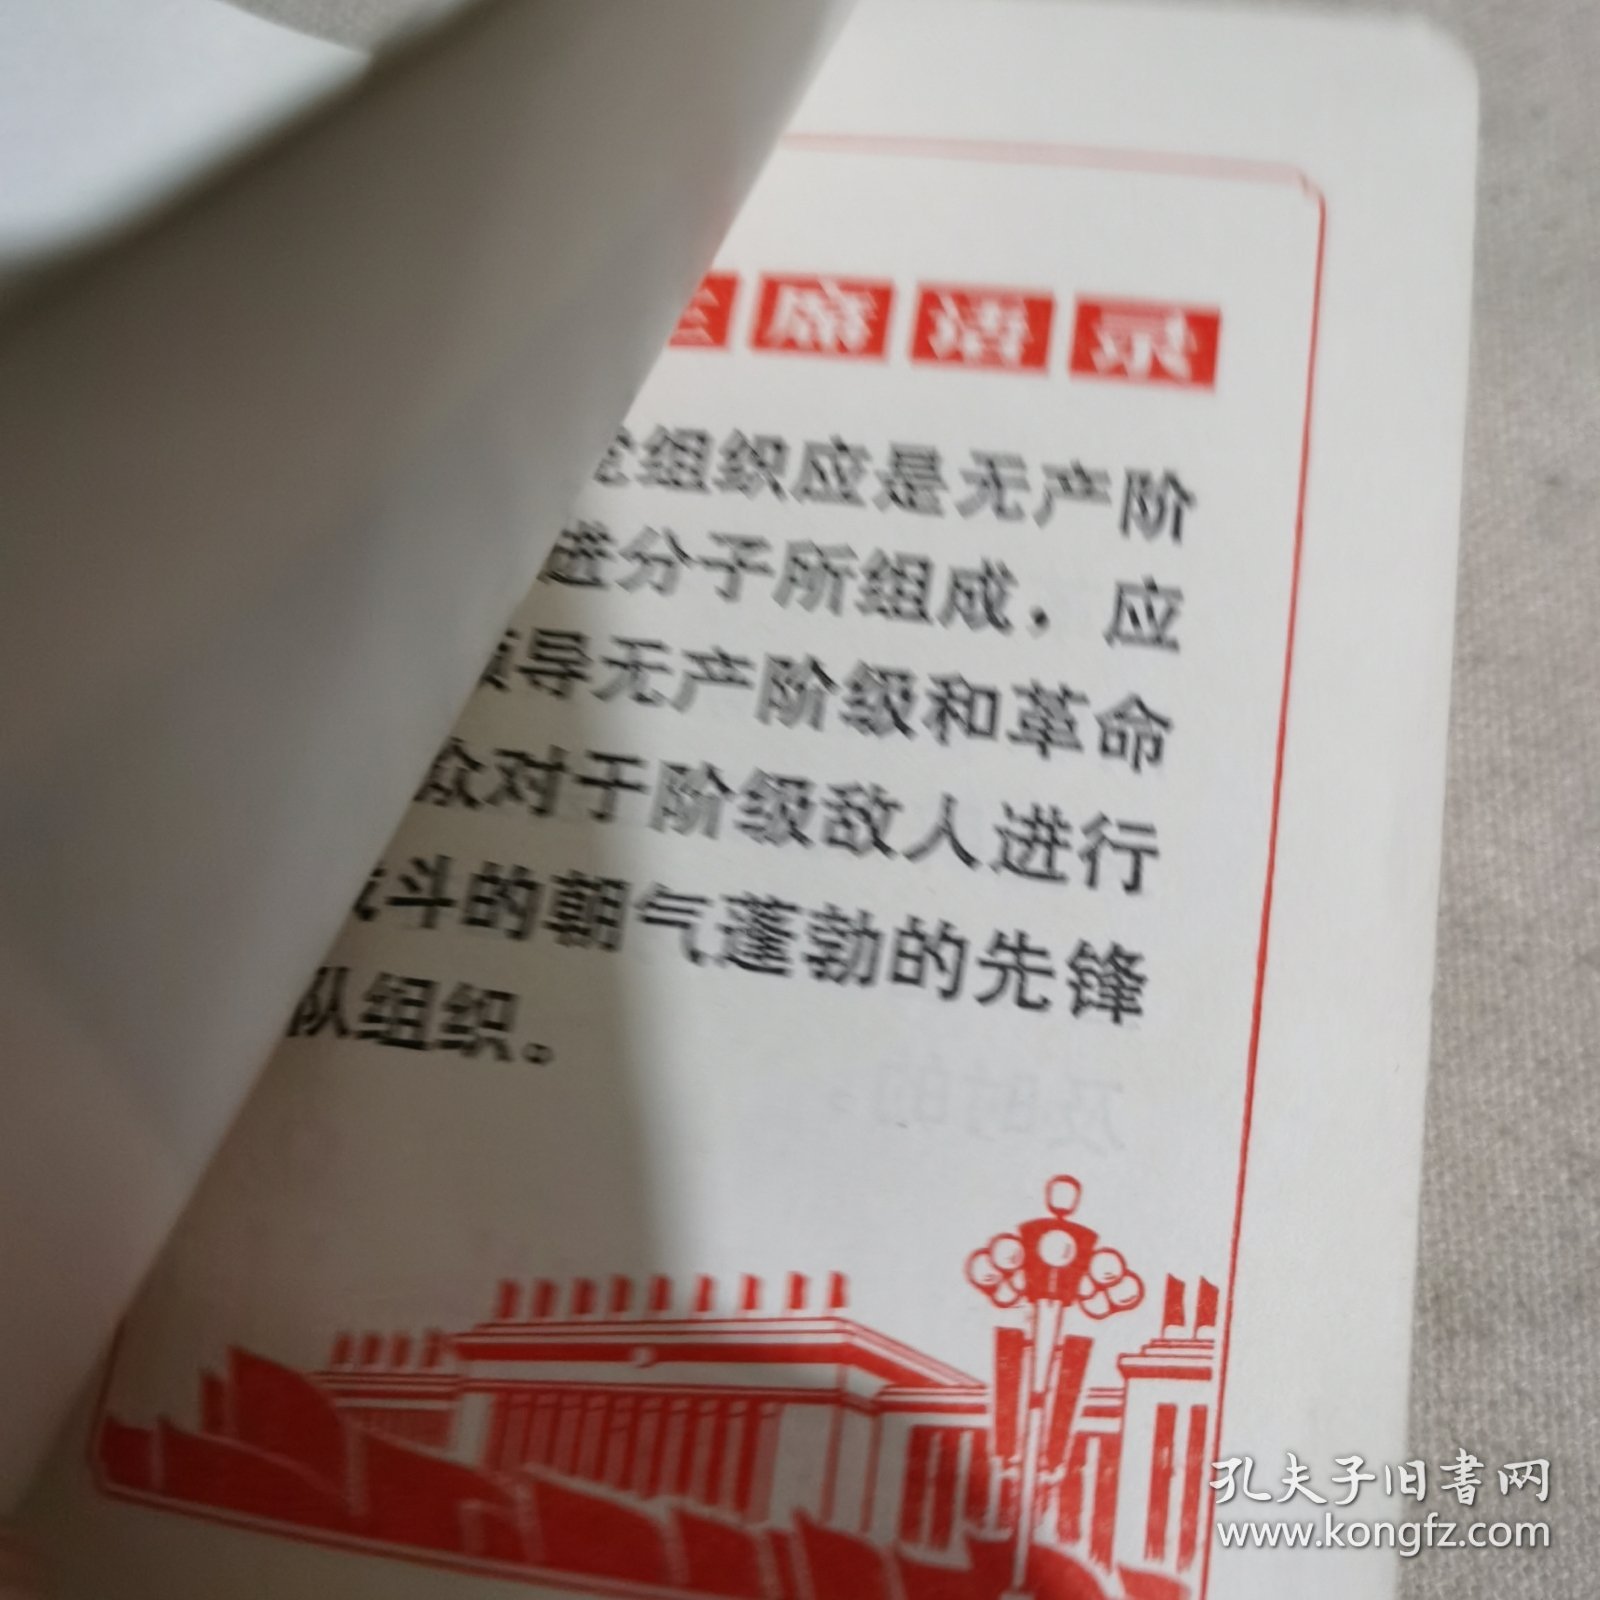 主席语录
党组织应是无产阶
进分子所组成，应
领导无产阶级和革命
众对于阶级敌人进行
战斗的朝气蓬勃的先锋
队组织。
孔夫子旧书网
www.kongfz.com